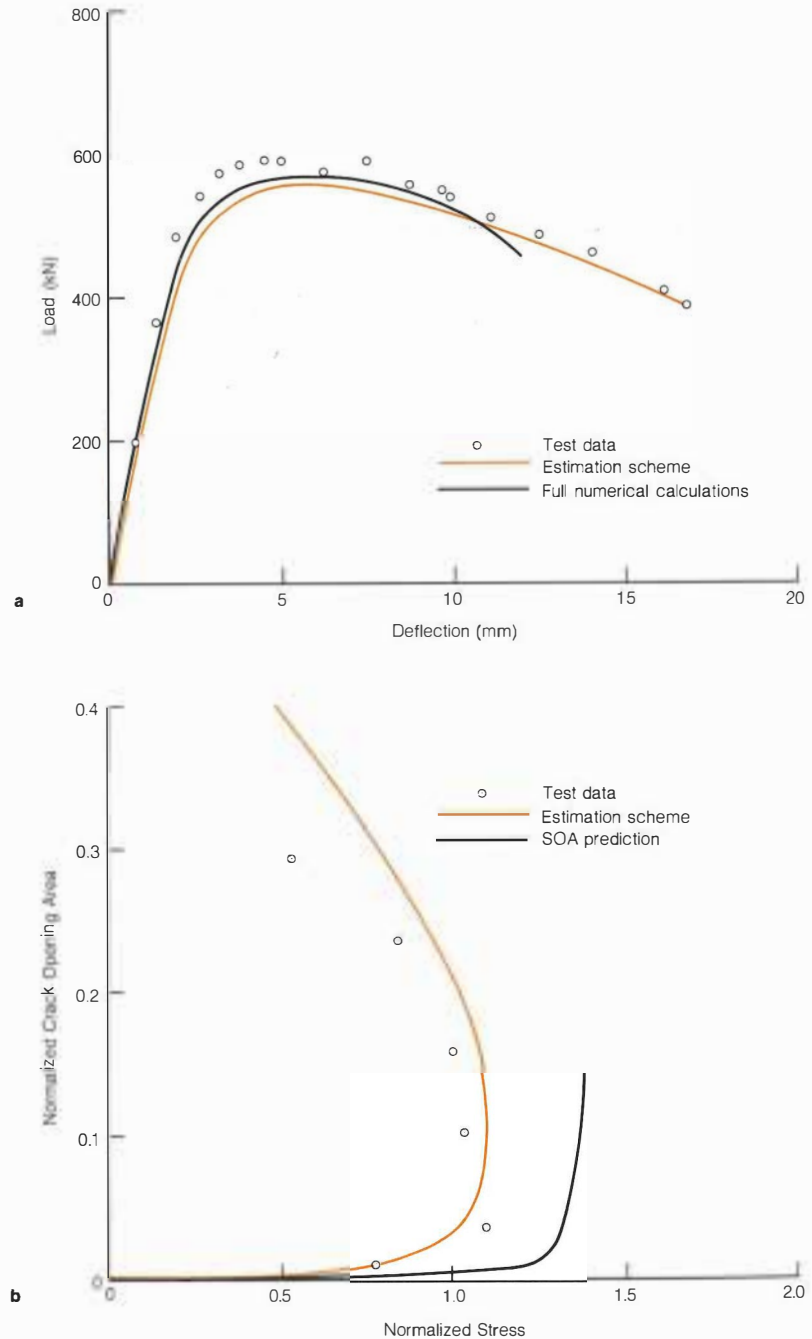 800
600
400
200
0
Load (kN)
Test data
Estimation scheme
Full numerical calculations
0 5 10 15 20
a
Deflection (mm)
0.4
0.3
0.2
0.1
0
Normalized Crack Opening Area
Test data
Estimation scheme
SOA prediction
0 0.5 1.0 1.5 2.0
b
Normalized Stress